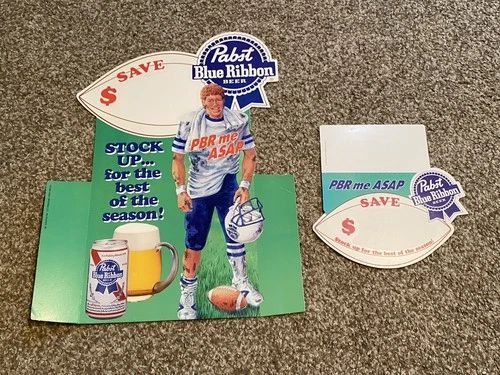 Pabst
Blue Ribbon
BEER
SAVE
$
PBR me
ASAP
STOCK
UP...
for the
best
of the
season!
Pabst
Blue Ribbon
PBR me ASAP
Pabst
Blue Ribbon
BEER
SAVE
$
Stock up for the best of the season!